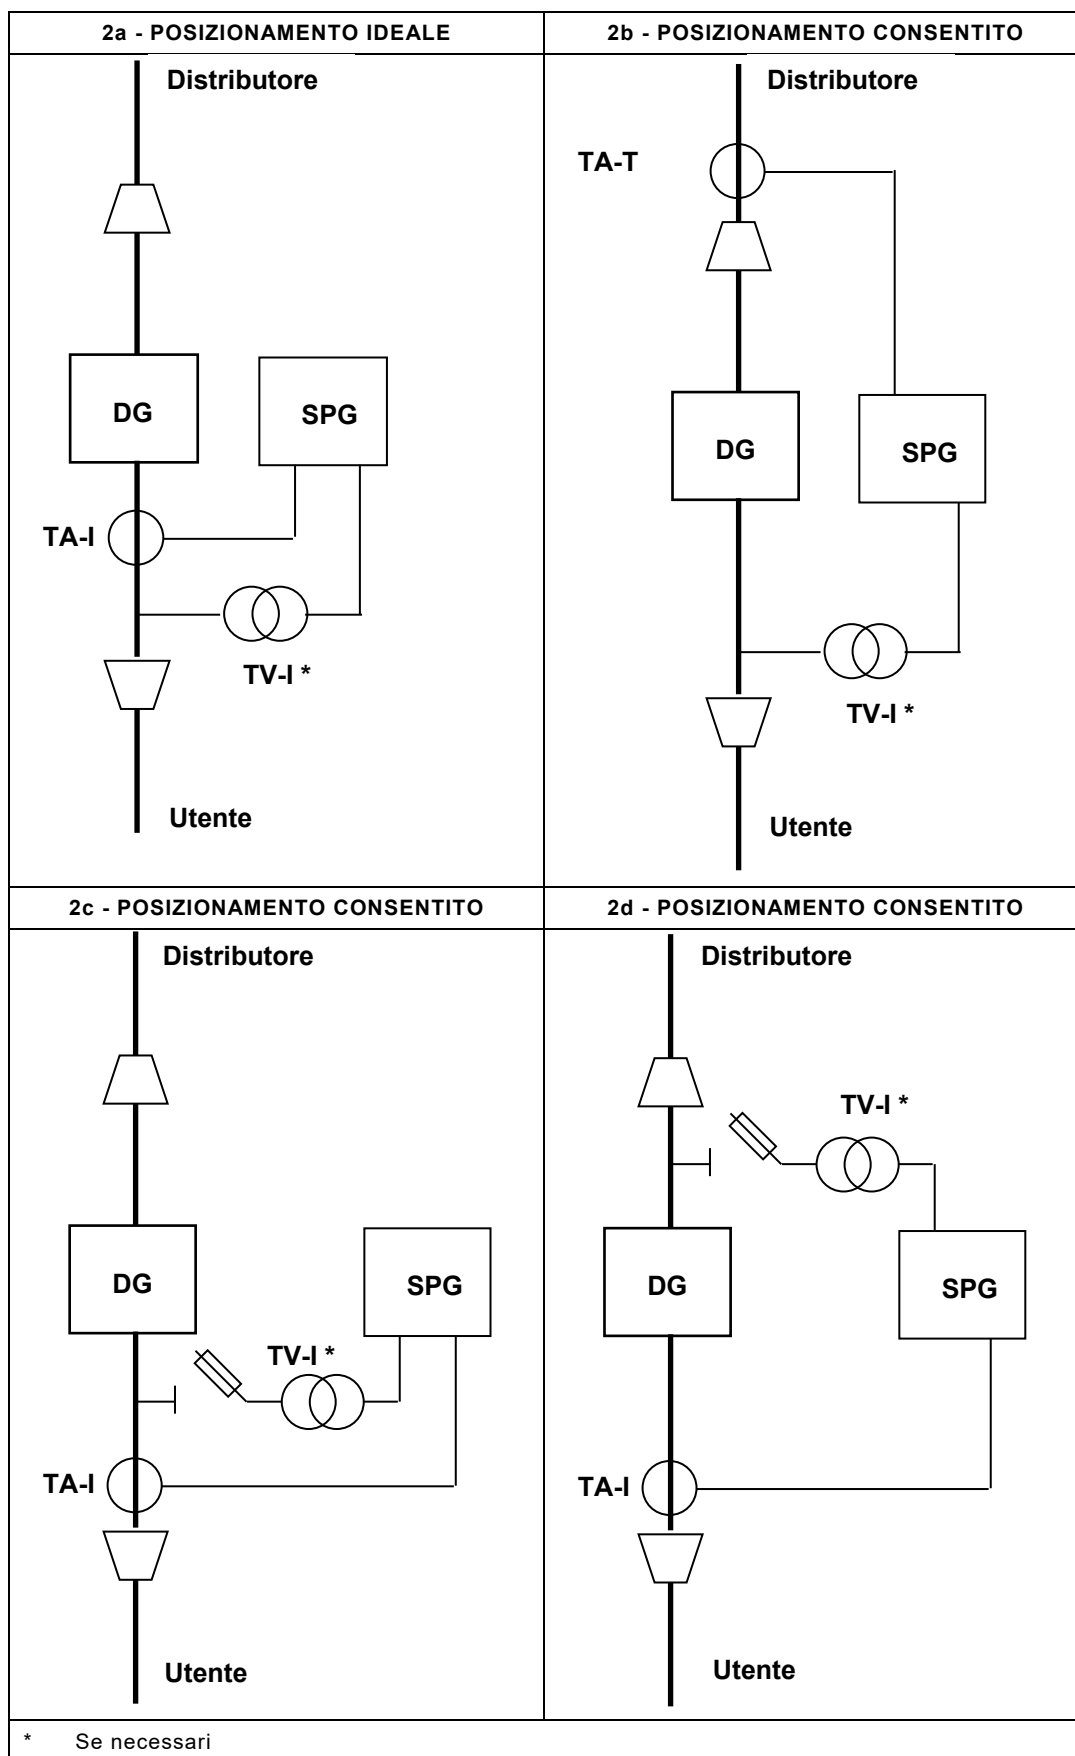 2a - POSIZIONAMENTO IDEALE
Distributore
DG
SPG
TA-I
TV-I *
Utente
2b - POSIZIONAMENTO CONSENTITO
Distributore
TA-T
DG
SPG
TV-I *
Utente
2c - POSIZIONAMENTO CONSENTITO
Distributore
DG
SPG
TV-I *
TA-I
Utente
2d - POSIZIONAMENTO CONSENTITO
Distributore
TV-I *
DG
SPG
TA-I
Utente
* Se necessari